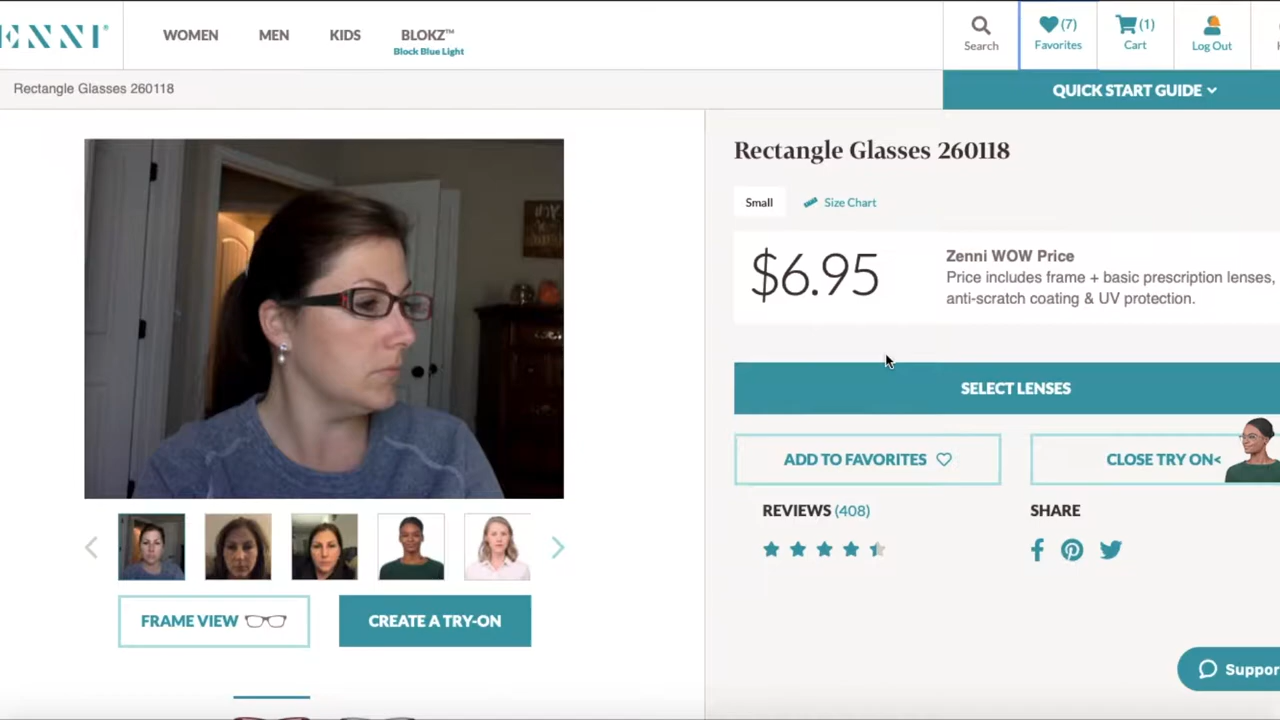 ENNI
WOMEN MEN KIDS BLOKZ™
Block Blue Light
Search
(7)
Favorites
(1)
Cart
Log Out
Rectangle Glasses 260118
QUICK START GUIDE
Rectangle Glasses 260118
Small Size Chart
$6.95
Zenni WOW Price
Price includes frame + basic prescription lenses,
anti-scratch coating & UV protection.
SELECT LENSES
ADD TO FAVORITES
CLOSE TRY ON<
REVIEWS (408)
SHARE
FRAME VIEW
CREATE A TRY-ON
Suppor